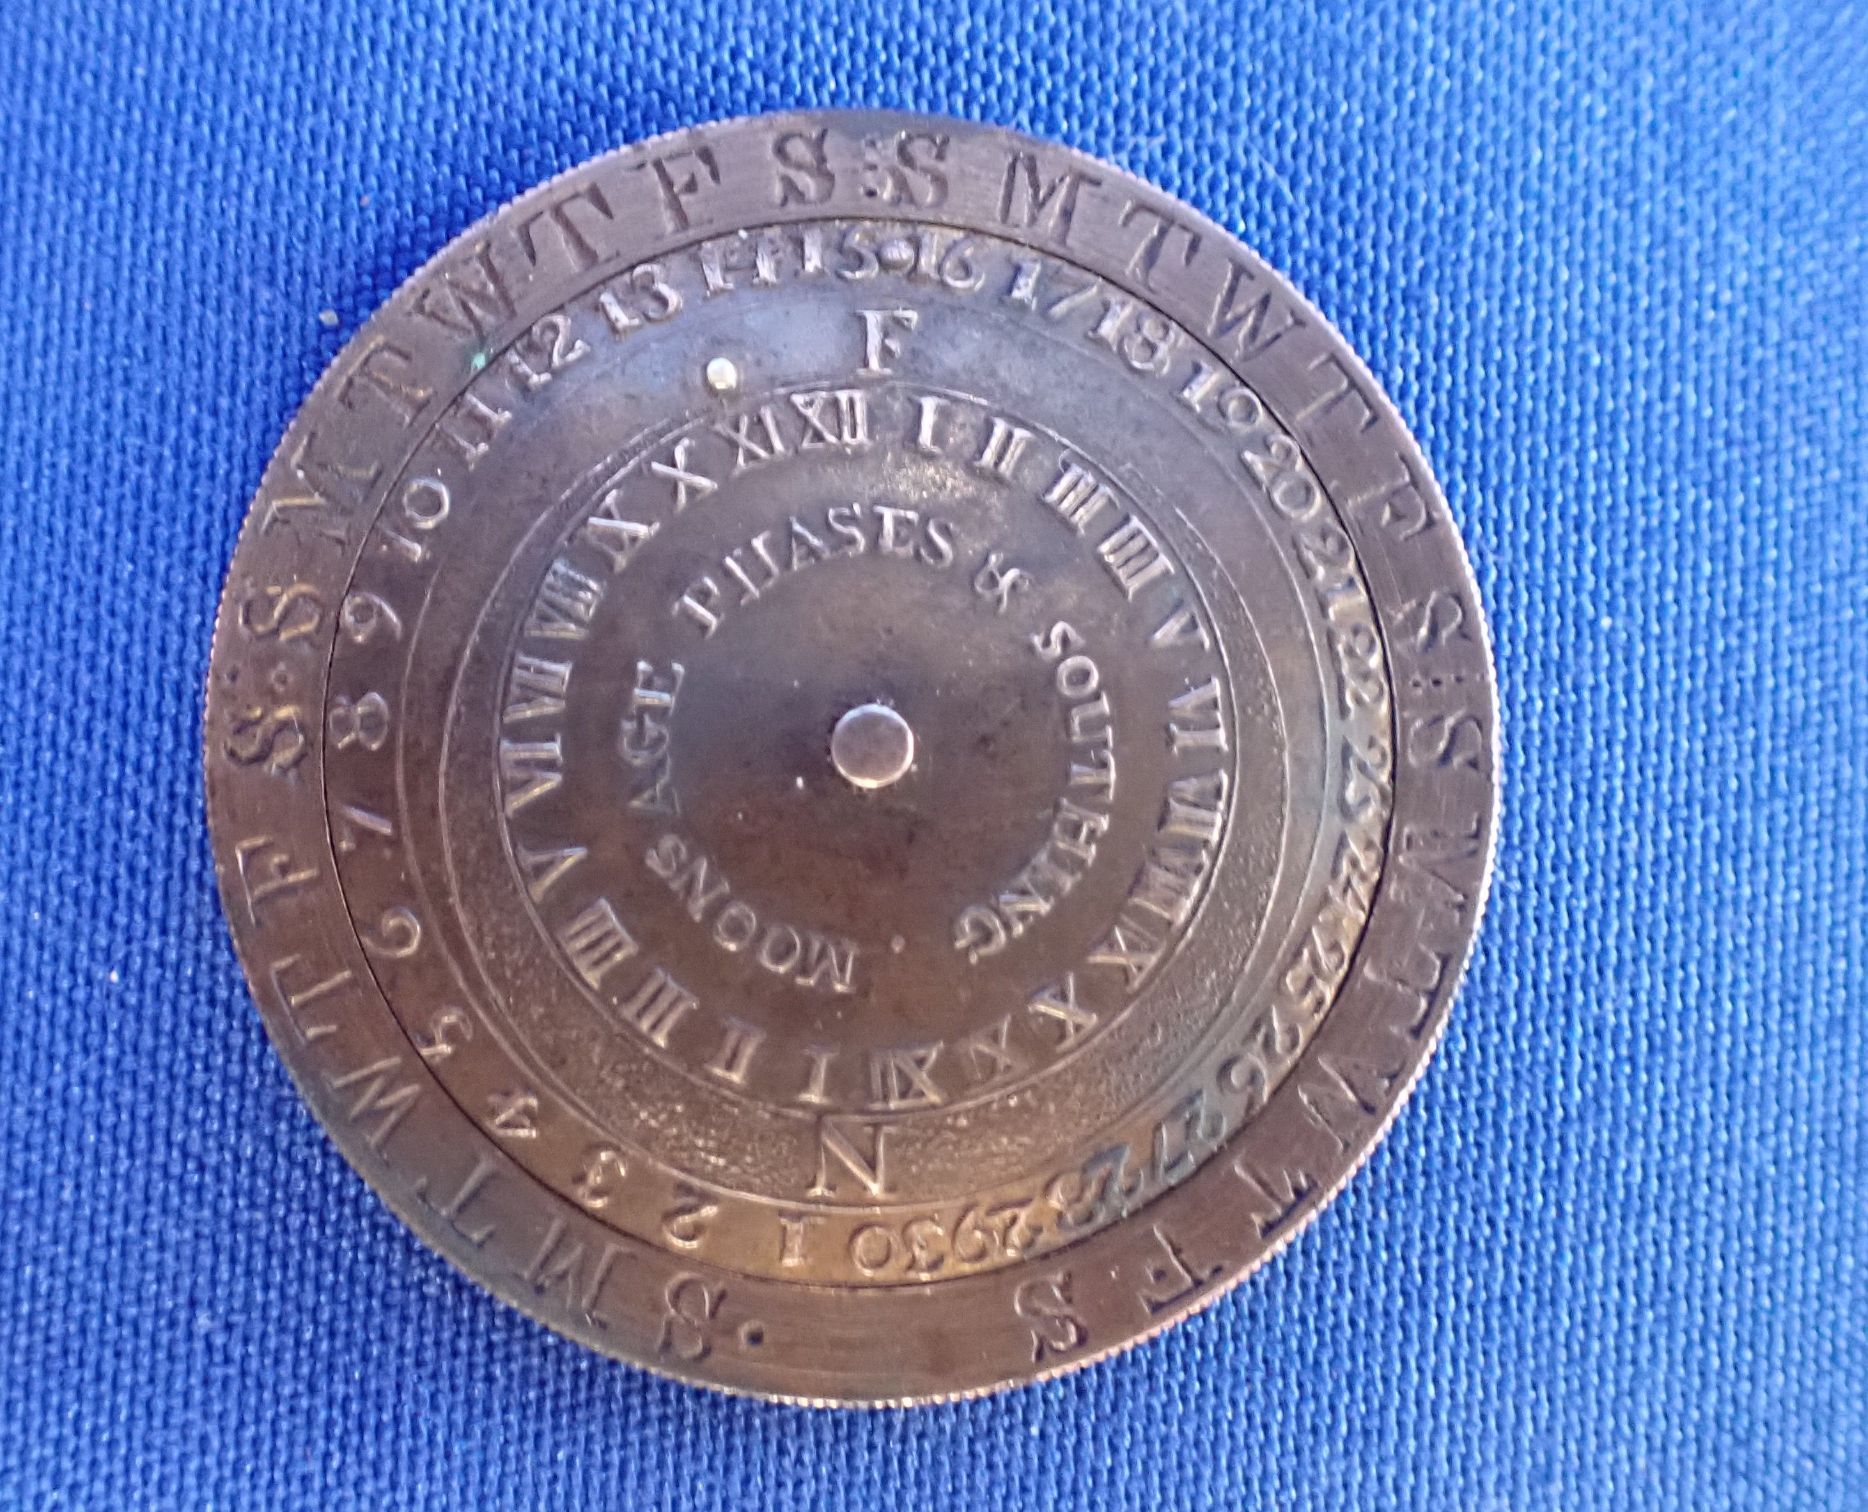 S M T W T F S : S M T W T F S : S M T W T F S : S M T W T F S
1 2 3 4 5 6 7 8 9 10 11 12 13 14 15 16 17 18 19 20 21 22 23 24 25 26 27 28 29 30
F
N
XII I II III IIII V VI VII VIII IX X XI XII I II III IIII V VI VII VIII IX X XI
MOONS AGE PHASES & SOUTHING